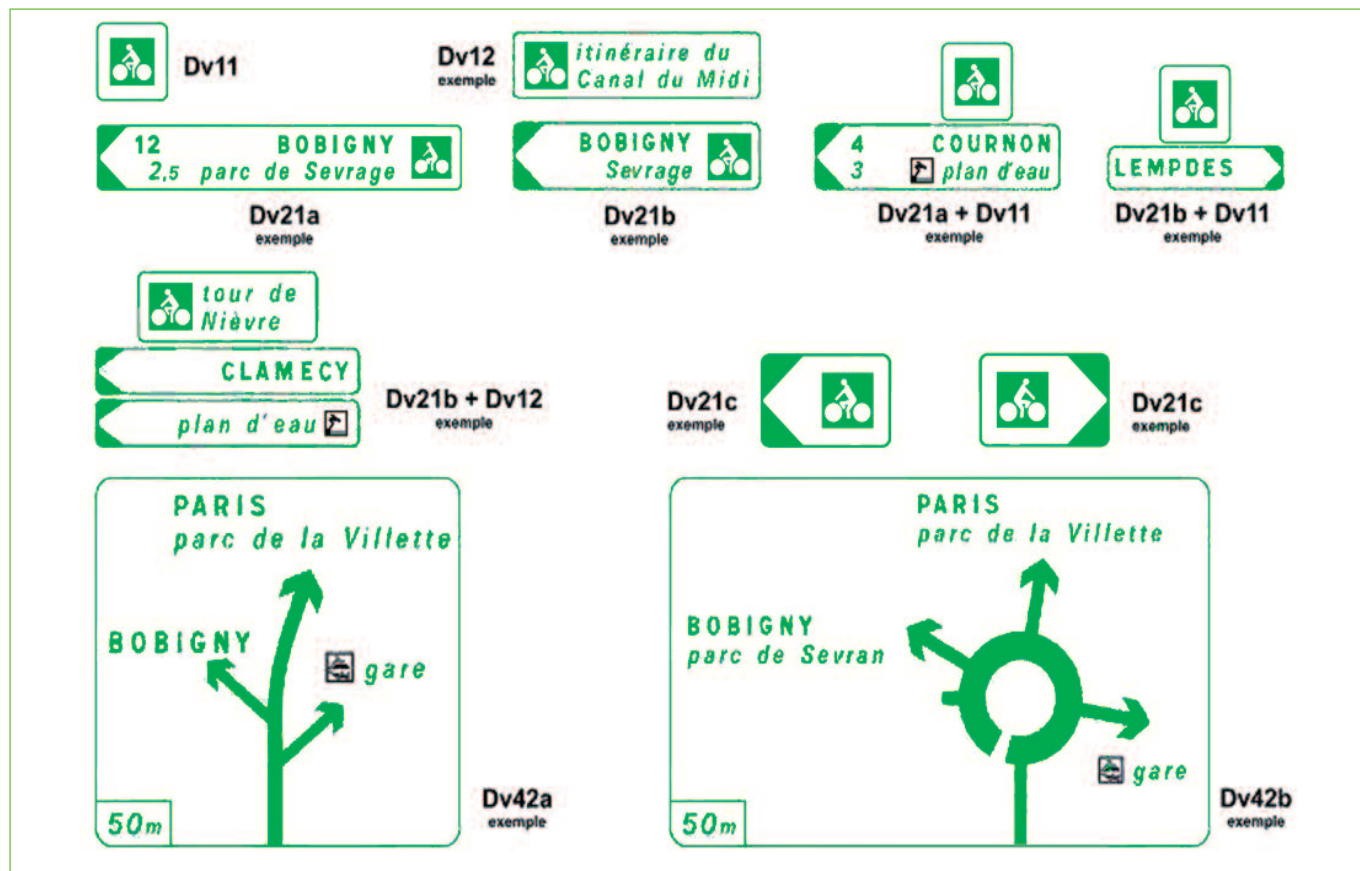 Dv11
Dv12
exemple
itinéraire du
Canal du Midi
12 BOBIGNY
2,5 parc de Sevrage
Dv21a
exemple
BOBIGNY
Sevrage
Dv21b
exemple
4 COURNON
3 plan d'eau
Dv21a + Dv11
exemple
LEMPDES
Dv21b + Dv11
exemple
tour de
Nièvre
CLAMECY
plan d'eau
Dv21b + Dv12
exemple
Dv21c
exemple
Dv21c
exemple
PARIS
parc de la Villette
BOBIGNY
gare
50m
Dv42a
exemple
PARIS
parc de la Villette
BOBIGNY
parc de Sevran
gare
50m
Dv42b
exemple